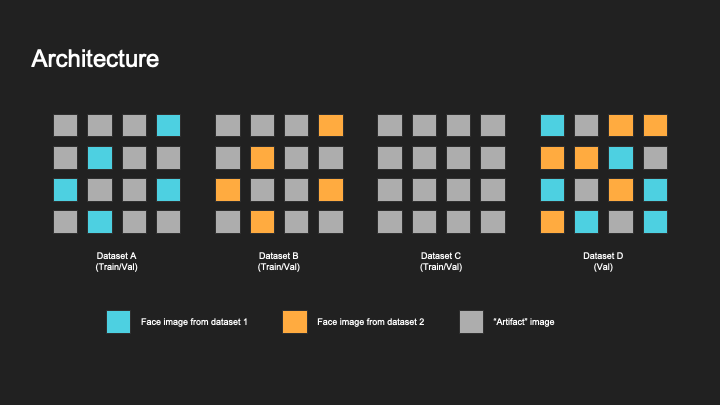 Architecture
Dataset A
(Train/Val)
Dataset B
(Train/Val)
Dataset C
(Train/Val)
Dataset D
(Val)
Face image from dataset 1
Face image from dataset 2
“Artifact” image